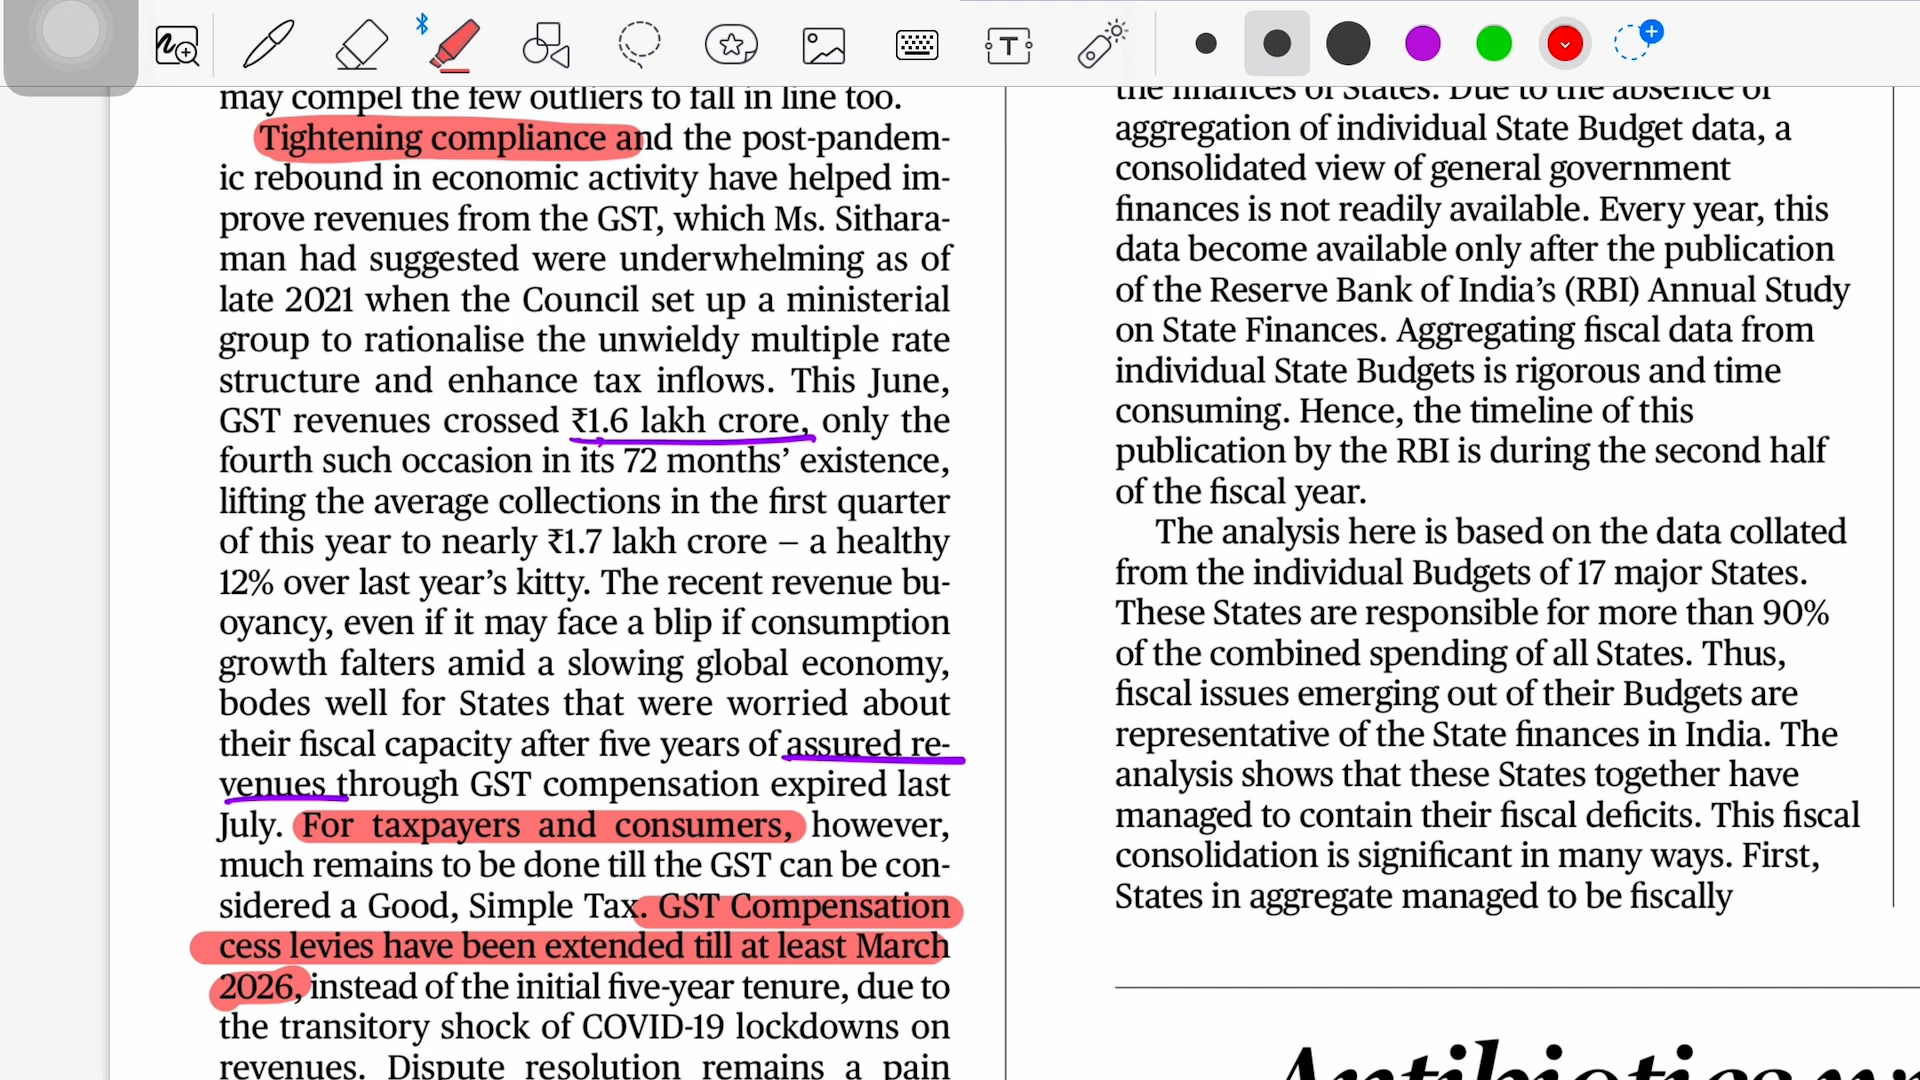 may compel the few outliers to fall in line too.
Tightening compliance and the post-pandem-
ic rebound in economic activity have helped im-
prove revenues from the GST, which Ms. Sithara-
man had suggested were underwhelming as of
late 2021 when the Council set up a ministerial
group to rationalise the unwieldy multiple rate
structure and enhance tax inflows. This June,
GST revenues crossed ₹1.6 lakh crore, only the
fourth such occasion in its 72 months’ existence,
lifting the average collections in the first quarter
of this year to nearly ₹1.7 lakh crore – a healthy
12% over last year’s kitty. The recent revenue bu-
oyancy, even if it may face a blip if consumption
growth falters amid a slowing global economy,
bodes well for States that were worried about
their fiscal capacity after five years of assured re-
venues through GST compensation expired last
July. For taxpayers and consumers, however,
much remains to be done till the GST can be con-
sidered a Good, Simple Tax. GST Compensation
cess levies have been extended till at least March
2026, instead of the initial five-year tenure, due to
the transitory shock of COVID-19 lockdowns on
revenues. Dispute resolution remains a pain
the finances of States. Due to the absence of
aggregation of individual State Budget data, a
consolidated view of general government
finances is not readily available. Every year, this
data become available only after the publication
of the Reserve Bank of India’s (RBI) Annual Study
on State Finances. Aggregating fiscal data from
individual State Budgets is rigorous and time
consuming. Hence, the timeline of this
publication by the RBI is during the second half
of the fiscal year.
The analysis here is based on the data collated
from the individual Budgets of 17 major States.
These States are responsible for more than 90%
of the combined spending of all States. Thus,
fiscal issues emerging out of their Budgets are
representative of the State finances in India. The
analysis shows that these States together have
managed to contain their fiscal deficits. This fiscal
consolidation is significant in many ways. First,
States in aggregate managed to be fiscally
Antibiotics